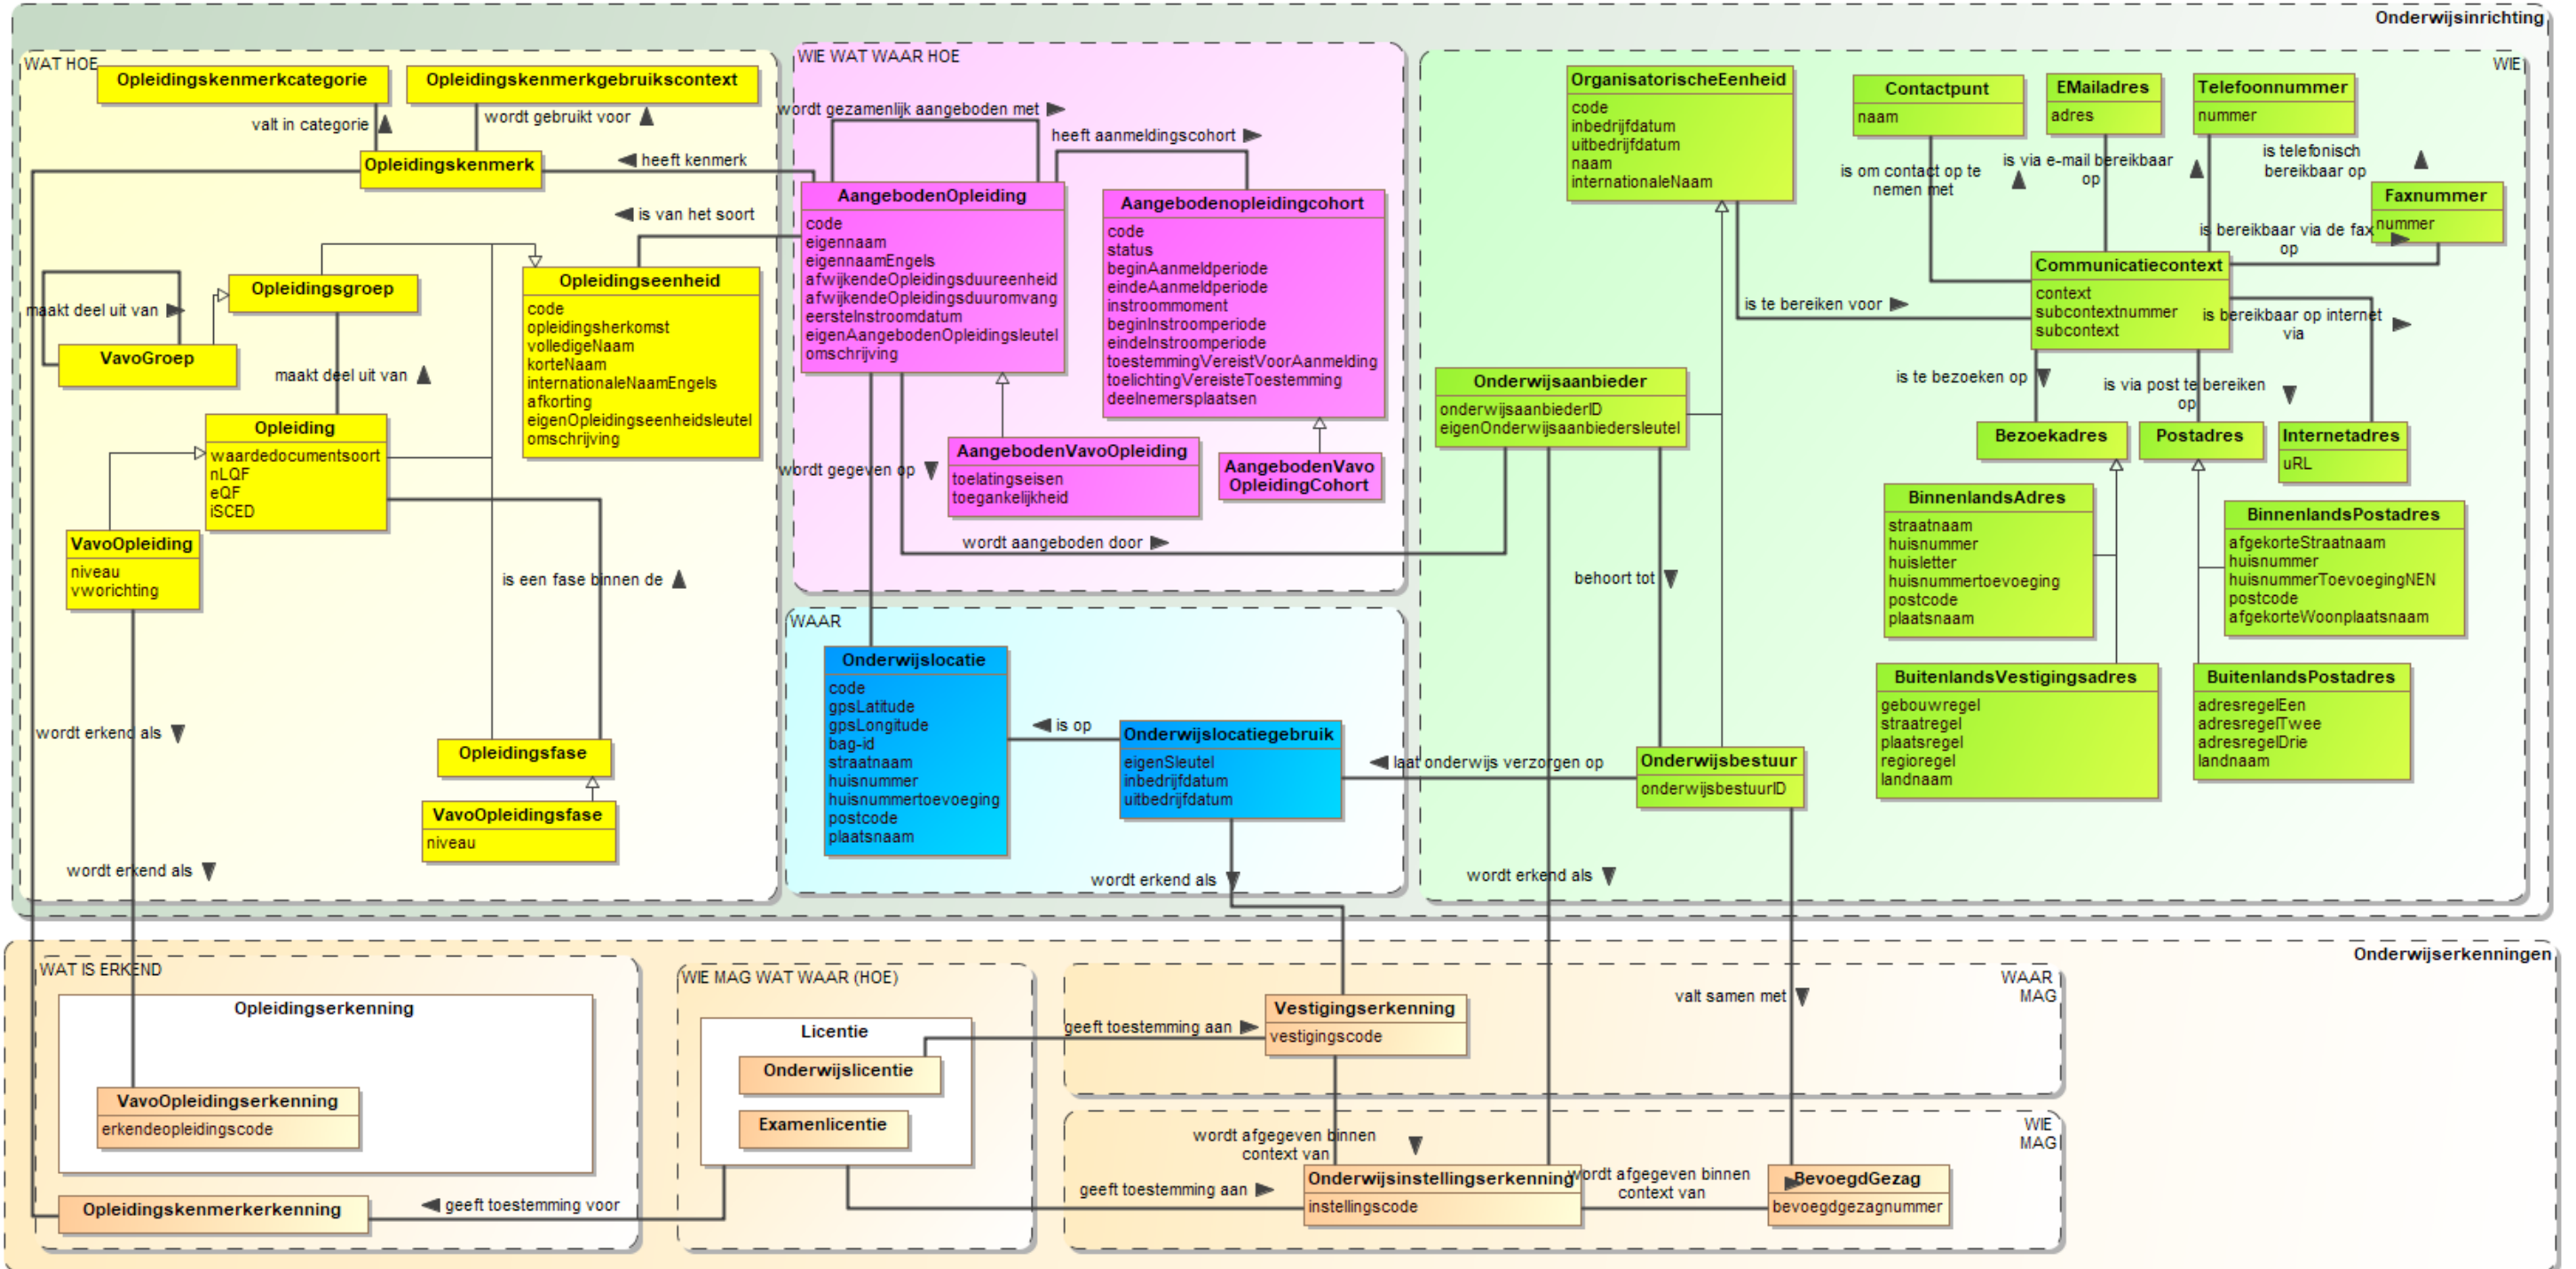 Onderwijsinrichting
WAT HOE
Opleidingskenmerkcategorie
Opleidingskenmerkgebruikscontext
valt in categorie
wordt gebruikt voor
Opleidingskenmerk
heeft kenmerk
is van het soort
Opleidingsgroep
maakt deel uit van
VavoGroep
maakt deel uit van
Opleidingseenheid
code
opleidingsherkomst
volledigeNaam
korteNaam
internationaleNaamEngels
afkorting
eigenOpleidingseenheidsleutel
omschrijving
Opleiding
waardedocumentsoort
nLQF
eQF
iSCED
VavoOpleiding
niveau
vworichting
is een fase binnen de
wordt erkend als
Opleidingsfase
VavoOpleidingsfase
niveau
wordt erkend als
WIE WAT WAAR HOE
wordt gezamenlijk aangeboden met
heeft aanmeldingscohort
AangebodenOpleiding
code
eigennaam
eigennaamEngels
afwijkendeOpleidingsduureenheid
afwijkendeOpleidingsduuromvang
eersteInstroomdatum
eigenAangebodenOpleidingsleutel
omschrijving
Aangebodenopleidingcohort
code
status
beginAanmeldperiode
eindeAanmeldperiode
instroommoment
beginInstroomperiode
eindeInstroomperiode
toestemmingVereistVoorAanmelding
toelichtingVereisteToestemming
deelnemersplaatsen
AangebodenVavoOpleiding
toelatingseisen
toegankelijkheid
AangebodenVavo
OpleidingCohort
wordt gegeven op
wordt aangeboden door
WAAR
Onderwijslocatie
code
gpsLatitude
gpsLongitude
bag-id
straatnaam
huisnummer
huisnummertoevoeging
postcode
plaatsnaam
is op
Onderwijslocatiegebruik
eigenSleutel
inbedrijfdatum
uitbedrijfdatum
wordt erkend als
WIE
OrganisatorischeEenheid
code
inbedrijfdatum
uitbedrijfdatum
naam
internationaleNaam
Contactpunt
naam
EMailadres
adres
Telefoonnummer
nummer
is om contact op te
nemen met
is via e-mail bereikbaar
op
is telefonisch
bereikbaar op
Faxnummer
nummer
is bereikbaar via de fax
op
Communicatiecontext
context
subcontextnummer
subcontext
is te bereiken voor
is bereikbaar op internet
via
is te bezoeken op
is via post te bereiken
op
Onderwijsaanbieder
onderwijsaanbiederID
eigenOnderwijsaanbiedersleutel
Bezoekadres
Postadres
Internetadres
uRL
BinnenlandsAdres
straatnaam
huisnummer
huisletter
huisnummertoevoeging
postcode
plaatsnaam
BinnenlandsPostadres
afgekorteStraatnaam
huisnummer
huisnummerToevoegingNEN
postcode
afgekorteWoonplaatsnaam
behoort tot
BuitenlandsVestigingsadres
gebouwregel
straatregel
plaatsregel
regioregel
landnaam
BuitenlandsPostadres
adresregelEen
adresregelTwee
adresregelDrie
landnaam
laat onderwijs verzorgen op
Onderwijsbestuur
onderwijsbestuurID
wordt erkend als
Onderwijserkenningen
WAT IS ERKEND
Opleidingserkenning
VavoOpleidingserkenning
erkendeopleidingscode
Opleidingskenmerkerkenning
geeft toestemming voor
WIE MAG WAT WAAR (HOE)
Licentie
Onderwijslicentie
Examenlicentie
WAAR
MAG
geeft toestemming aan
Vestigingserkenning
vestigingscode
valt samen met
WIE
MAG
wordt afgegeven binnen
context van
geeft toestemming aan
Onderwijsinstellingserkenning
instellingscode
wordt afgegeven binnen
context van
BevoegdGezag
bevoegdgezagnummer